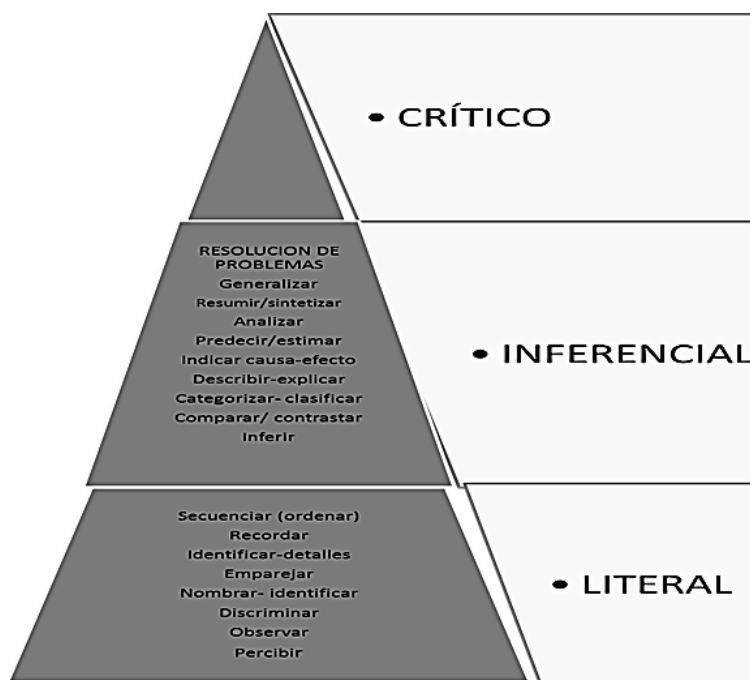 • CRÍTICO
RESOLUCION DE
PROBLEMAS
Generalizar
Resumir/sintetizar
Analizar
Predecir/estimar
Indicar causa-efecto
Describir-explicar
Categorizar- clasificar
Comparar/ contrastar
Inferir
• INFERENCIAL
Secuenciar (ordenar)
Recordar
Identificar-detalles
Emparejar
Nombrar- identificar
Discriminar
Observar
Percibir
• LITERAL